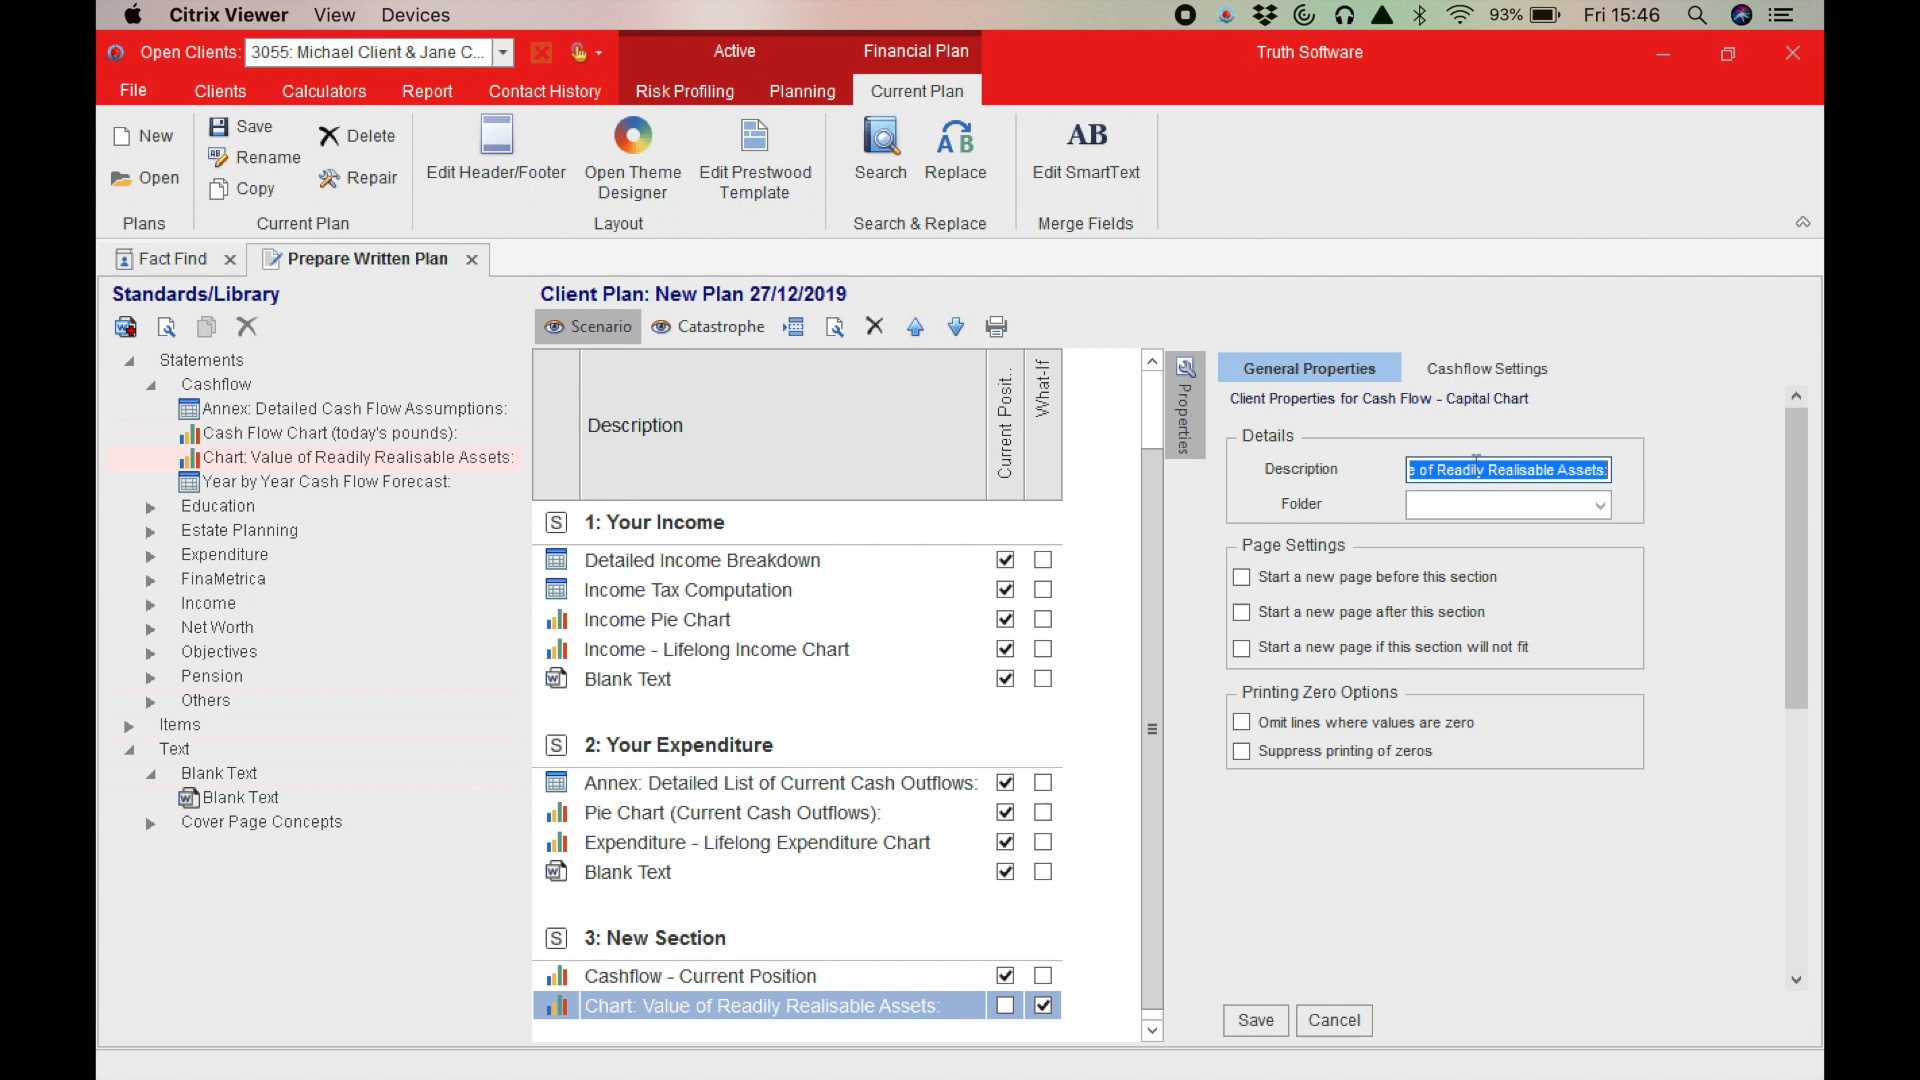 Citrix Viewer View Devices 93% Fri 15:46
Open Clients: 3055: Michael Client & Jane C... Active Financial Plan Truth Software
File Clients Calculators Report Contact History Risk Profiling Planning Current Plan
New Save Delete AB
Open Rename Repair Edit Header/Footer Open Theme Designer Edit Prestwood Template Search Replace Edit SmartText
Copy
Plans Current Plan Layout Search & Replace Merge Fields
Fact Find Prepare Written Plan
Standards/Library
Statements
Cashflow
Annex: Detailed Cash Flow Assumptions:
Cash Flow Chart (today's pounds):
Chart: Value of Readily Realisable Assets:
Year by Year Cash Flow Forecast:
Education
Estate Planning
Expenditure
FinaMetrica
Income
Net Worth
Objectives
Pension
Others
Items
Text
Blank Text
Blank Text
Cover Page Concepts
Client Plan: New Plan 27/12/2019
Scenario Catastrophe
Description Current Posit.. What-If
S 1: Your Income
Detailed Income Breakdown
Income Tax Computation
Income Pie Chart
Income - Lifelong Income Chart
Blank Text
S 2: Your Expenditure
Annex: Detailed List of Current Cash Outflows:
Pie Chart (Current Cash Outflows):
Expenditure - Lifelong Expenditure Chart
Blank Text
S 3: New Section
Cashflow - Current Position
Chart: Value of Readily Realisable Assets:
Properties
General Properties Cashflow Settings
Client Properties for Cash Flow - Capital Chart
Details
Description e of Readily Realisable Assets:
Folder
Page Settings
Start a new page before this section
Start a new page after this section
Start a new page if this section will not fit
Printing Zero Options
Omit lines where values are zero
Suppress printing of zeros
Save Cancel